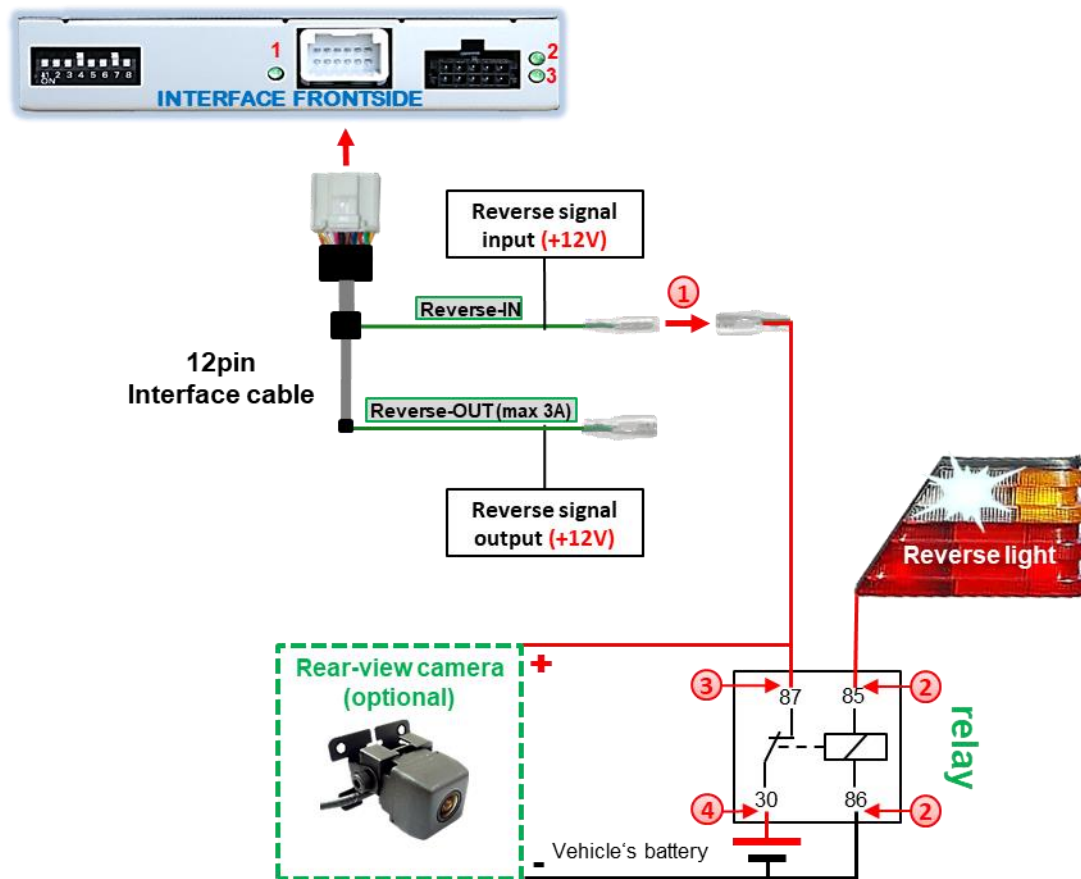 1
2
3
1 2 3 4 5 6 7 8
ON
INTERFACE FRONTSIDE
Reverse signal
input (+12V)
1
Reverse-IN
12pin
Interface cable
Reverse-OUT (max 3A)
Reverse signal
output (+12V)
Reverse light
Rear-view camera
(optional)
+
3
87
85
2
relay
4
30
86
2
- Vehicle's battery